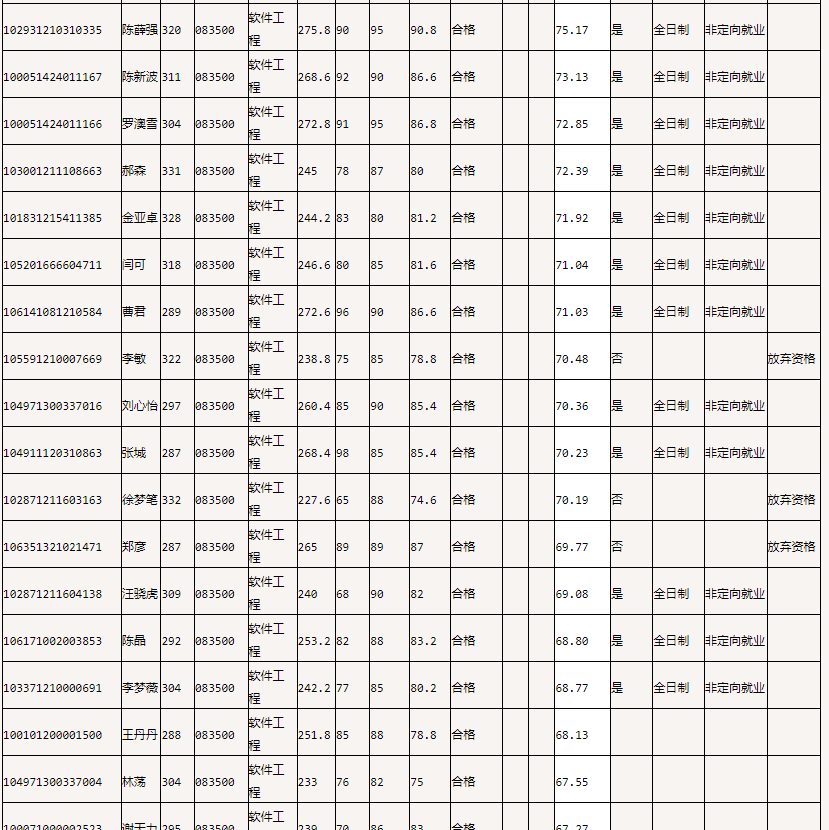 102931210310335 陈薛强 320 083500 软件工程 275.8 90 95 90.8 合格 75.17 是 全日制 非定向就业
100051424011167 陈新波 311 083500 软件工程 268.6 92 90 86.6 合格 73.13 是 全日制 非定向就业
100051424011166 罗澳雪 304 083500 软件工程 272.8 91 95 86.8 合格 72.85 是 全日制 非定向就业
103001211108663 郝森 331 083500 软件工程 245 78 87 80 合格 72.39 是 全日制 非定向就业
101831215411385 金亚卓 328 083500 软件工程 244.2 83 80 81.2 合格 71.92 是 全日制 非定向就业
105201666604711 闫可 318 083500 软件工程 246.6 80 85 81.6 合格 71.04 是 全日制 非定向就业
106141081210584 曹君 289 083500 软件工程 272.6 96 90 86.6 合格 71.03 是 全日制 非定向就业
105591210007669 李敏 322 083500 软件工程 238.8 75 85 78.8 合格 70.48 否 放弃资格
104971300337016 刘心怡 297 083500 软件工程 260.4 85 90 85.4 合格 70.36 是 全日制 非定向就业
104911120310863 张城 287 083500 软件工程 268.4 98 85 85.4 合格 70.23 是 全日制 非定向就业
102871211603163 徐梦笔 332 083500 软件工程 227.6 65 88 74.6 合格 70.19 否 放弃资格
106351321021471 郑彦 287 083500 软件工程 265 89 89 87 合格 69.77 否 放弃资格
102871211604138 汪骁虎 309 083500 软件工程 240 68 90 82 合格 69.08 是 全日制 非定向就业
106171002003853 陈晶 292 083500 软件工程 253.2 82 88 83.2 合格 68.80 是 全日制 非定向就业
103371210000691 李梦薇 304 083500 软件工程 242.2 77 85 80.2 合格 68.77 是 全日制 非定向就业
100101200001500 王丹丹 288 083500 软件工程 251.8 85 88 78.8 合格 68.13
104971300337004 林荡 304 083500 软件工程 233 76 82 75 合格 67.55
100071000002523 295 083500 软件工 239 70 86 83 合格 67.27